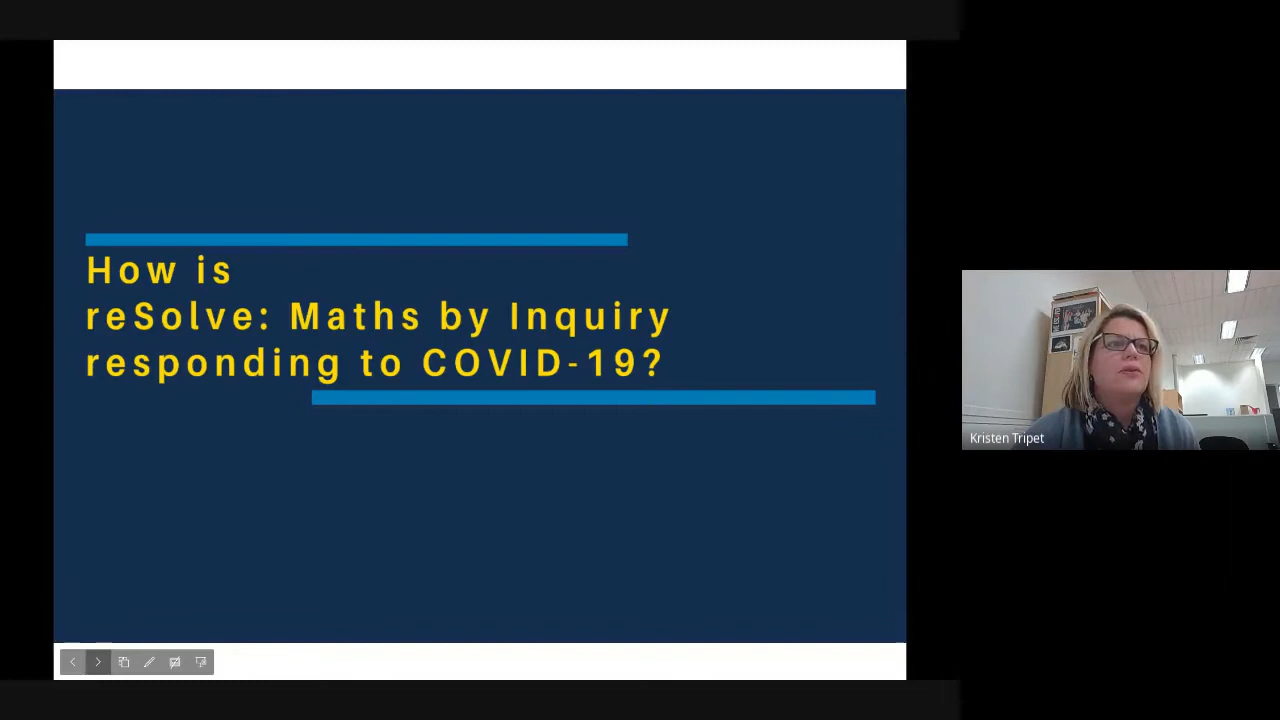 How is
reSolve: Maths by Inquiry
responding to COVID-19?
Kristen Tripet